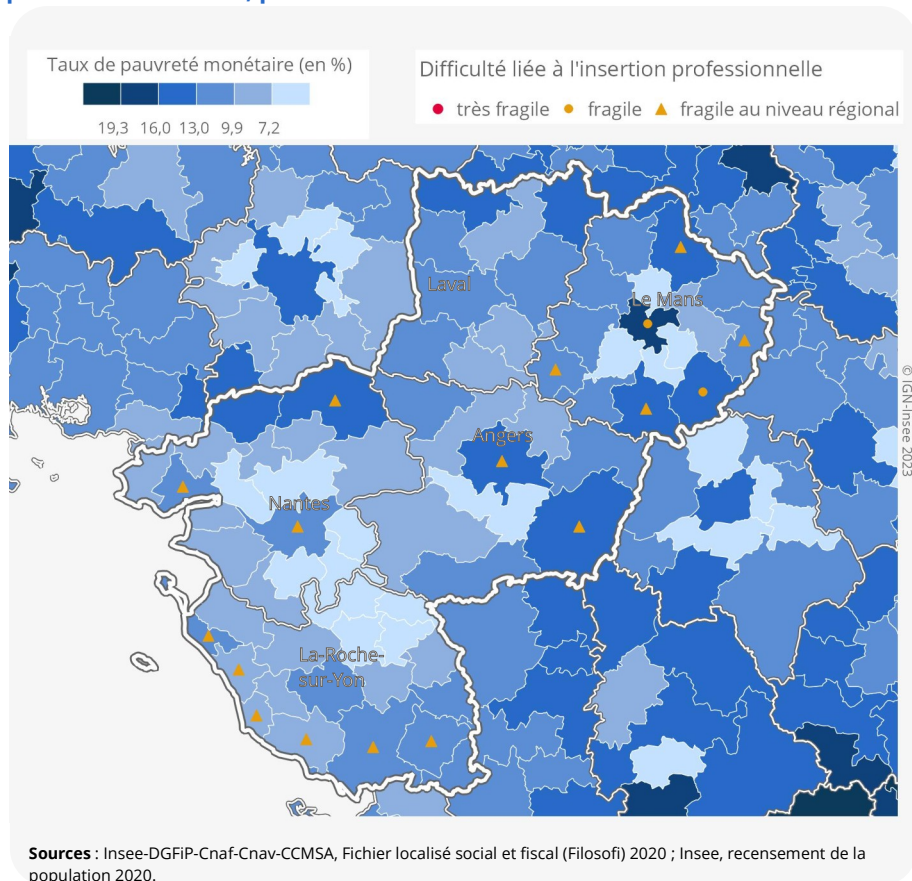 Taux de pauvreté monétaire (en %)
19,3 16,0 13,0 9,9 7,2
Difficulté liée à l'insertion professionnelle
très fragile fragile fragile au niveau régional
Laval
Le Mans
Angers
Nantes
La-Roche-
sur-Yon
© IGN-Insee 2023
Sources : Insee-DGFiP-Cnaf-Cnav-CCMSA, Fichier localisé social et fiscal (Filosofi) 2020 ; Insee, recensement de la
population 2020.